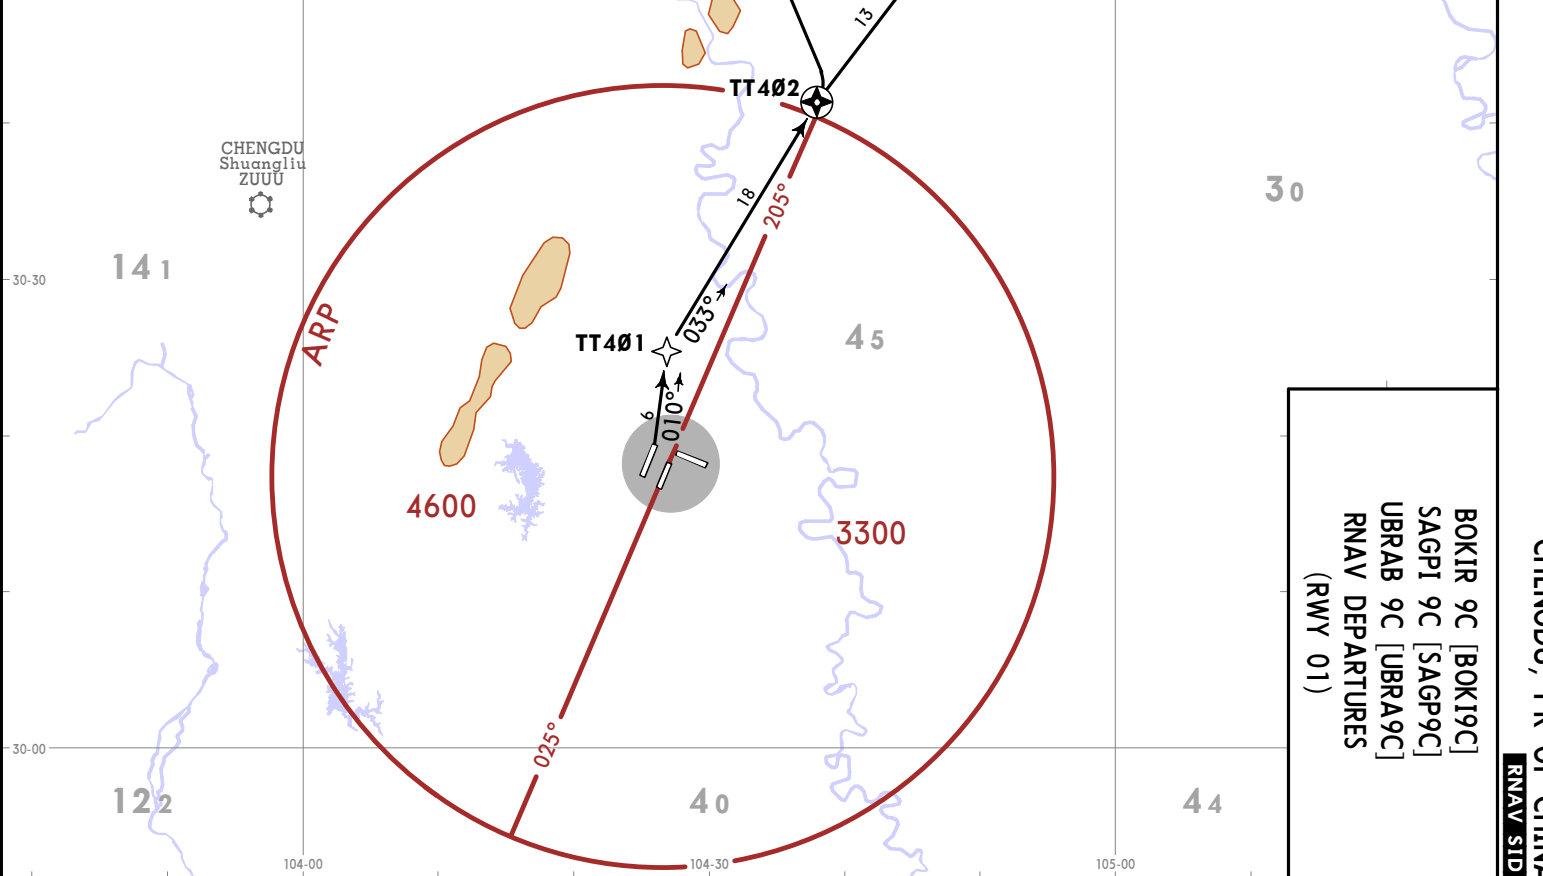 13
TT4Ø2
CHENGDU
Shuangliu
ZUUU
18
205°
30
141
30-30
ARP
033°
TT4Ø1
45
6
010°
4600
3300
BOKIR 9C [BOKI9C]
SAGPI 9C [SAGP9C]
UBRAB 9C [UBRA9C]
RNAV DEPARTURES
(RWY 01)
025°
30-00
122
40
44
104-00
104-30
105-00
RNAV SID